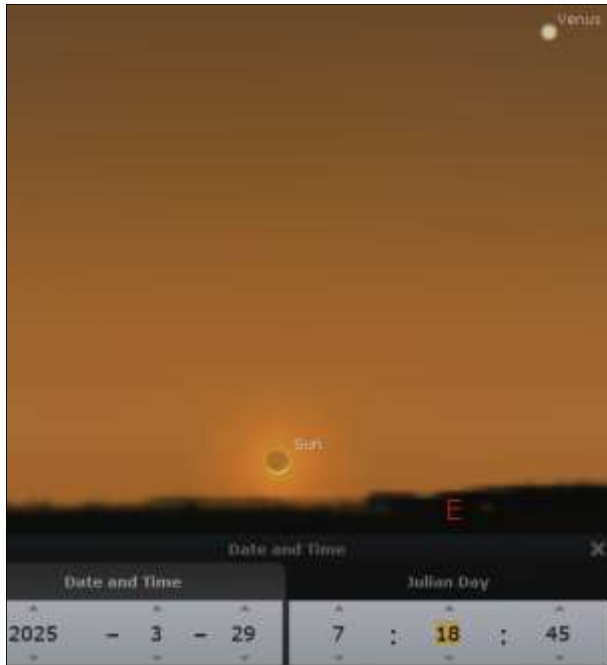 Venus
Sun
E
Date and Time
Date and Time Julian Day
2025 - 3 - 29 7 : 18 : 45